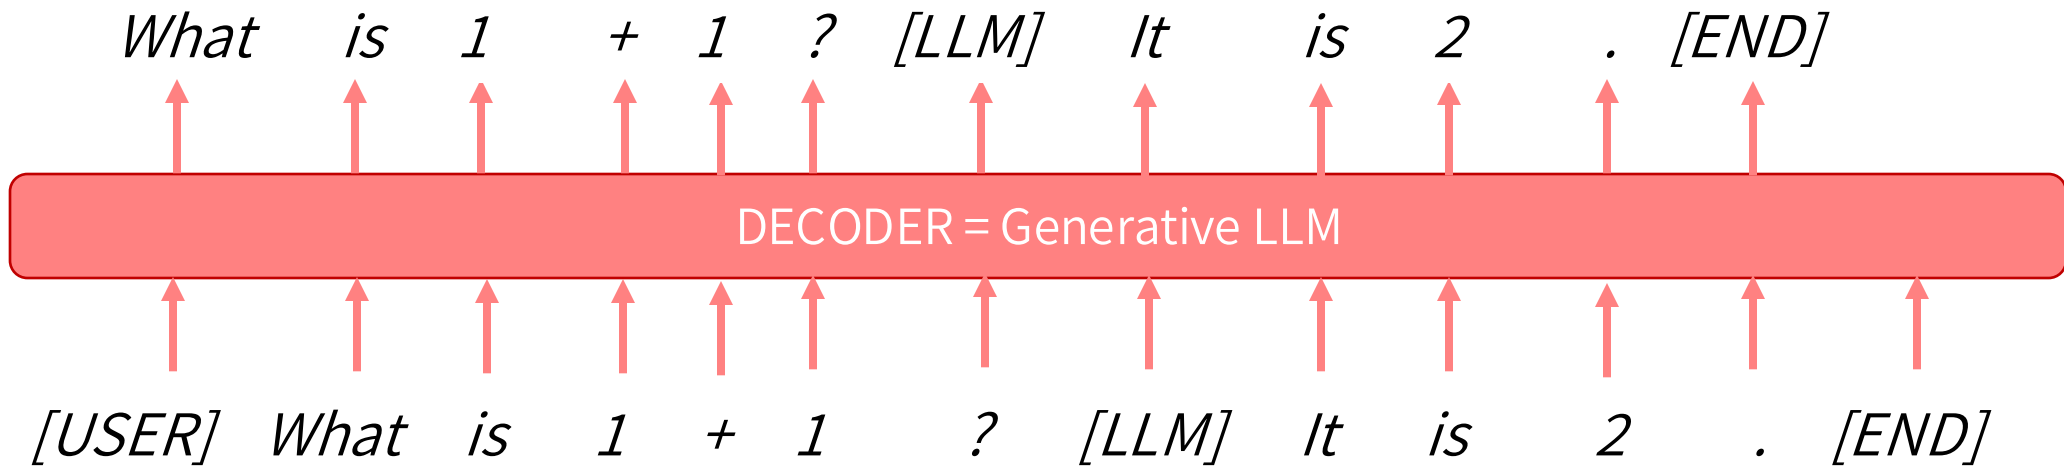 What is 1 + 1 ? [LLM] It is 2 . [END]
DECODER = Generative LLM
[USER] What is 1 + 1 ? [LLM] It is 2 . [END]